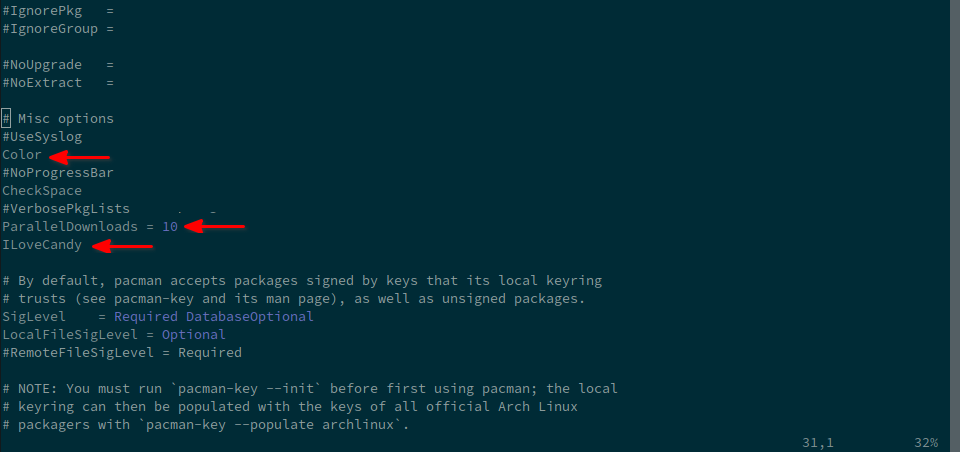 #IgnorePkg   =
#IgnoreGroup =
#NoUpgrade   =
#NoExtract   =
# Misc options
#UseSyslog
Color
#NoProgressBar
CheckSpace
#VerbosePkgLists
ParallelDownloads = 10
ILoveCandy
# By default, pacman accepts packages signed by keys that its local keyring
# trusts (see pacman-key and its man page), as well as unsigned packages.
SigLevel    = Required DatabaseOptional
LocalFileSigLevel = Optional
#RemoteFileSigLevel = Required
# NOTE: You must run `pacman-key --init` before first using pacman; the local
# keyring can then be populated with the keys of all official Arch Linux
# packagers with `pacman-key --populate archlinux`.
31,1 32%